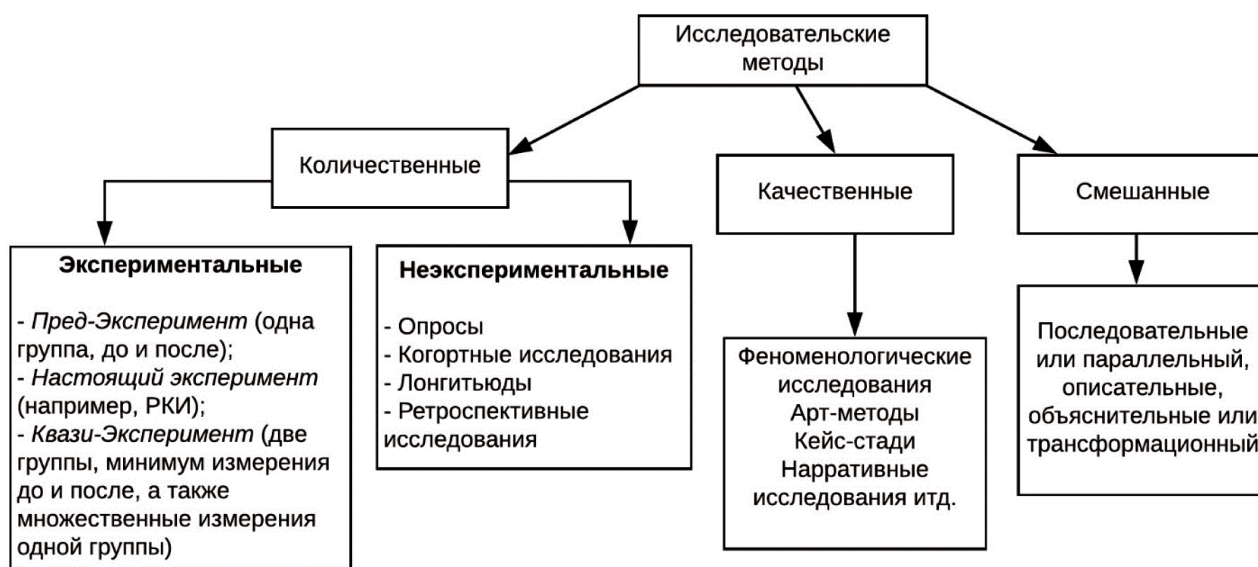 Исследовательские
методы
Количественные
Качественные
Смешанные
Экспериментальные
- Пред-Эксперимент (одна
группа, до и после);
- Настоящий эксперимент
(например, РКИ);
- Квази-Эксперимент (две
группы, минимум измерения
до и после, а также
множественные измерения
одной группы)
Неэкспериментальные
- Опросы
- Когортные исследования
- Лонгитьюды
- Ретроспективные
исследования
Феноменологические
исследования
Арт-методы
Кейс-стади
Нарративные
исследования итд.
Последовательные
или параллельный,
описательные,
объяснительные или
трансформационный